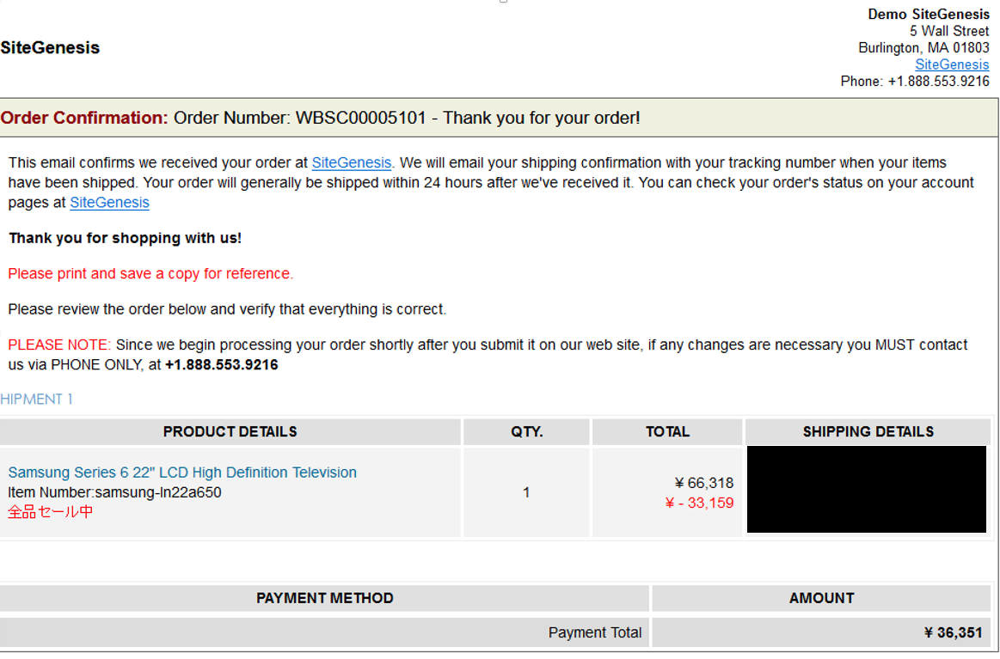 SiteGenesis
Demo SiteGenesis
5 Wall Street
Burlington, MA 01803
SiteGenesis
Phone: +1.888.553.9216
Order Confirmation: Order Number: WBSC00005101 - Thank you for your order!
This email confirms we received your order at SiteGenesis. We will email your shipping confirmation with your tracking number when your items
have been shipped. Your order will generally be shipped within 24 hours after we've received it. You can check your order's status on your account
pages at SiteGenesis
Thank you for shopping with us!
Please print and save a copy for reference.
Please review the order below and verify that everything is correct.
PLEASE NOTE: Since we begin processing your order shortly after you submit it on our web site, if any changes are necessary you MUST contact
us via PHONE ONLY, at +1.888.553.9216
HIPMENT 1
PRODUCT DETAILS QTY. TOTAL SHIPPING DETAILS
Samsung Series 6 22" LCD High Definition Television
Item Number:samsung-ln22a650
全品セール中
1
¥ 66,318
¥ - 33,159
PAYMENT METHOD AMOUNT
Payment Total ¥ 36,351